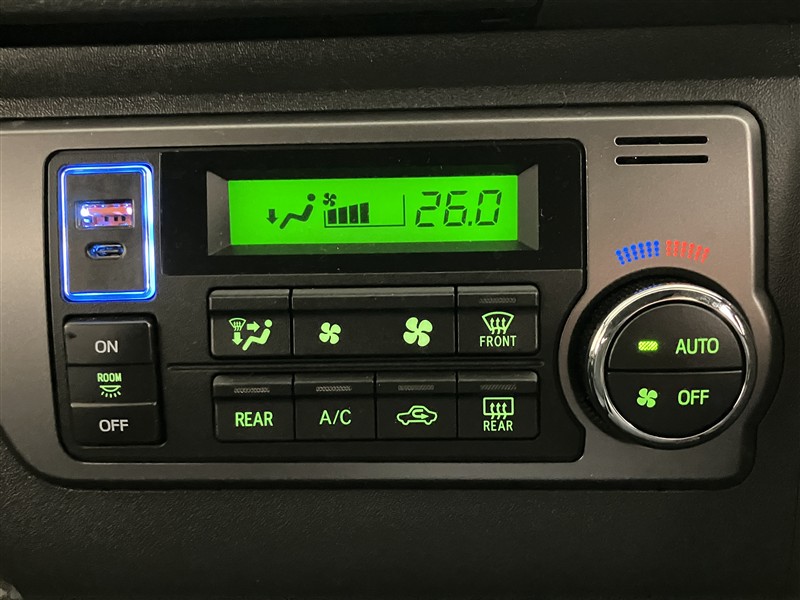 26.0
ON
ROOM
OFF
FRONT
REAR
A/C
REAR
AUTO
OFF